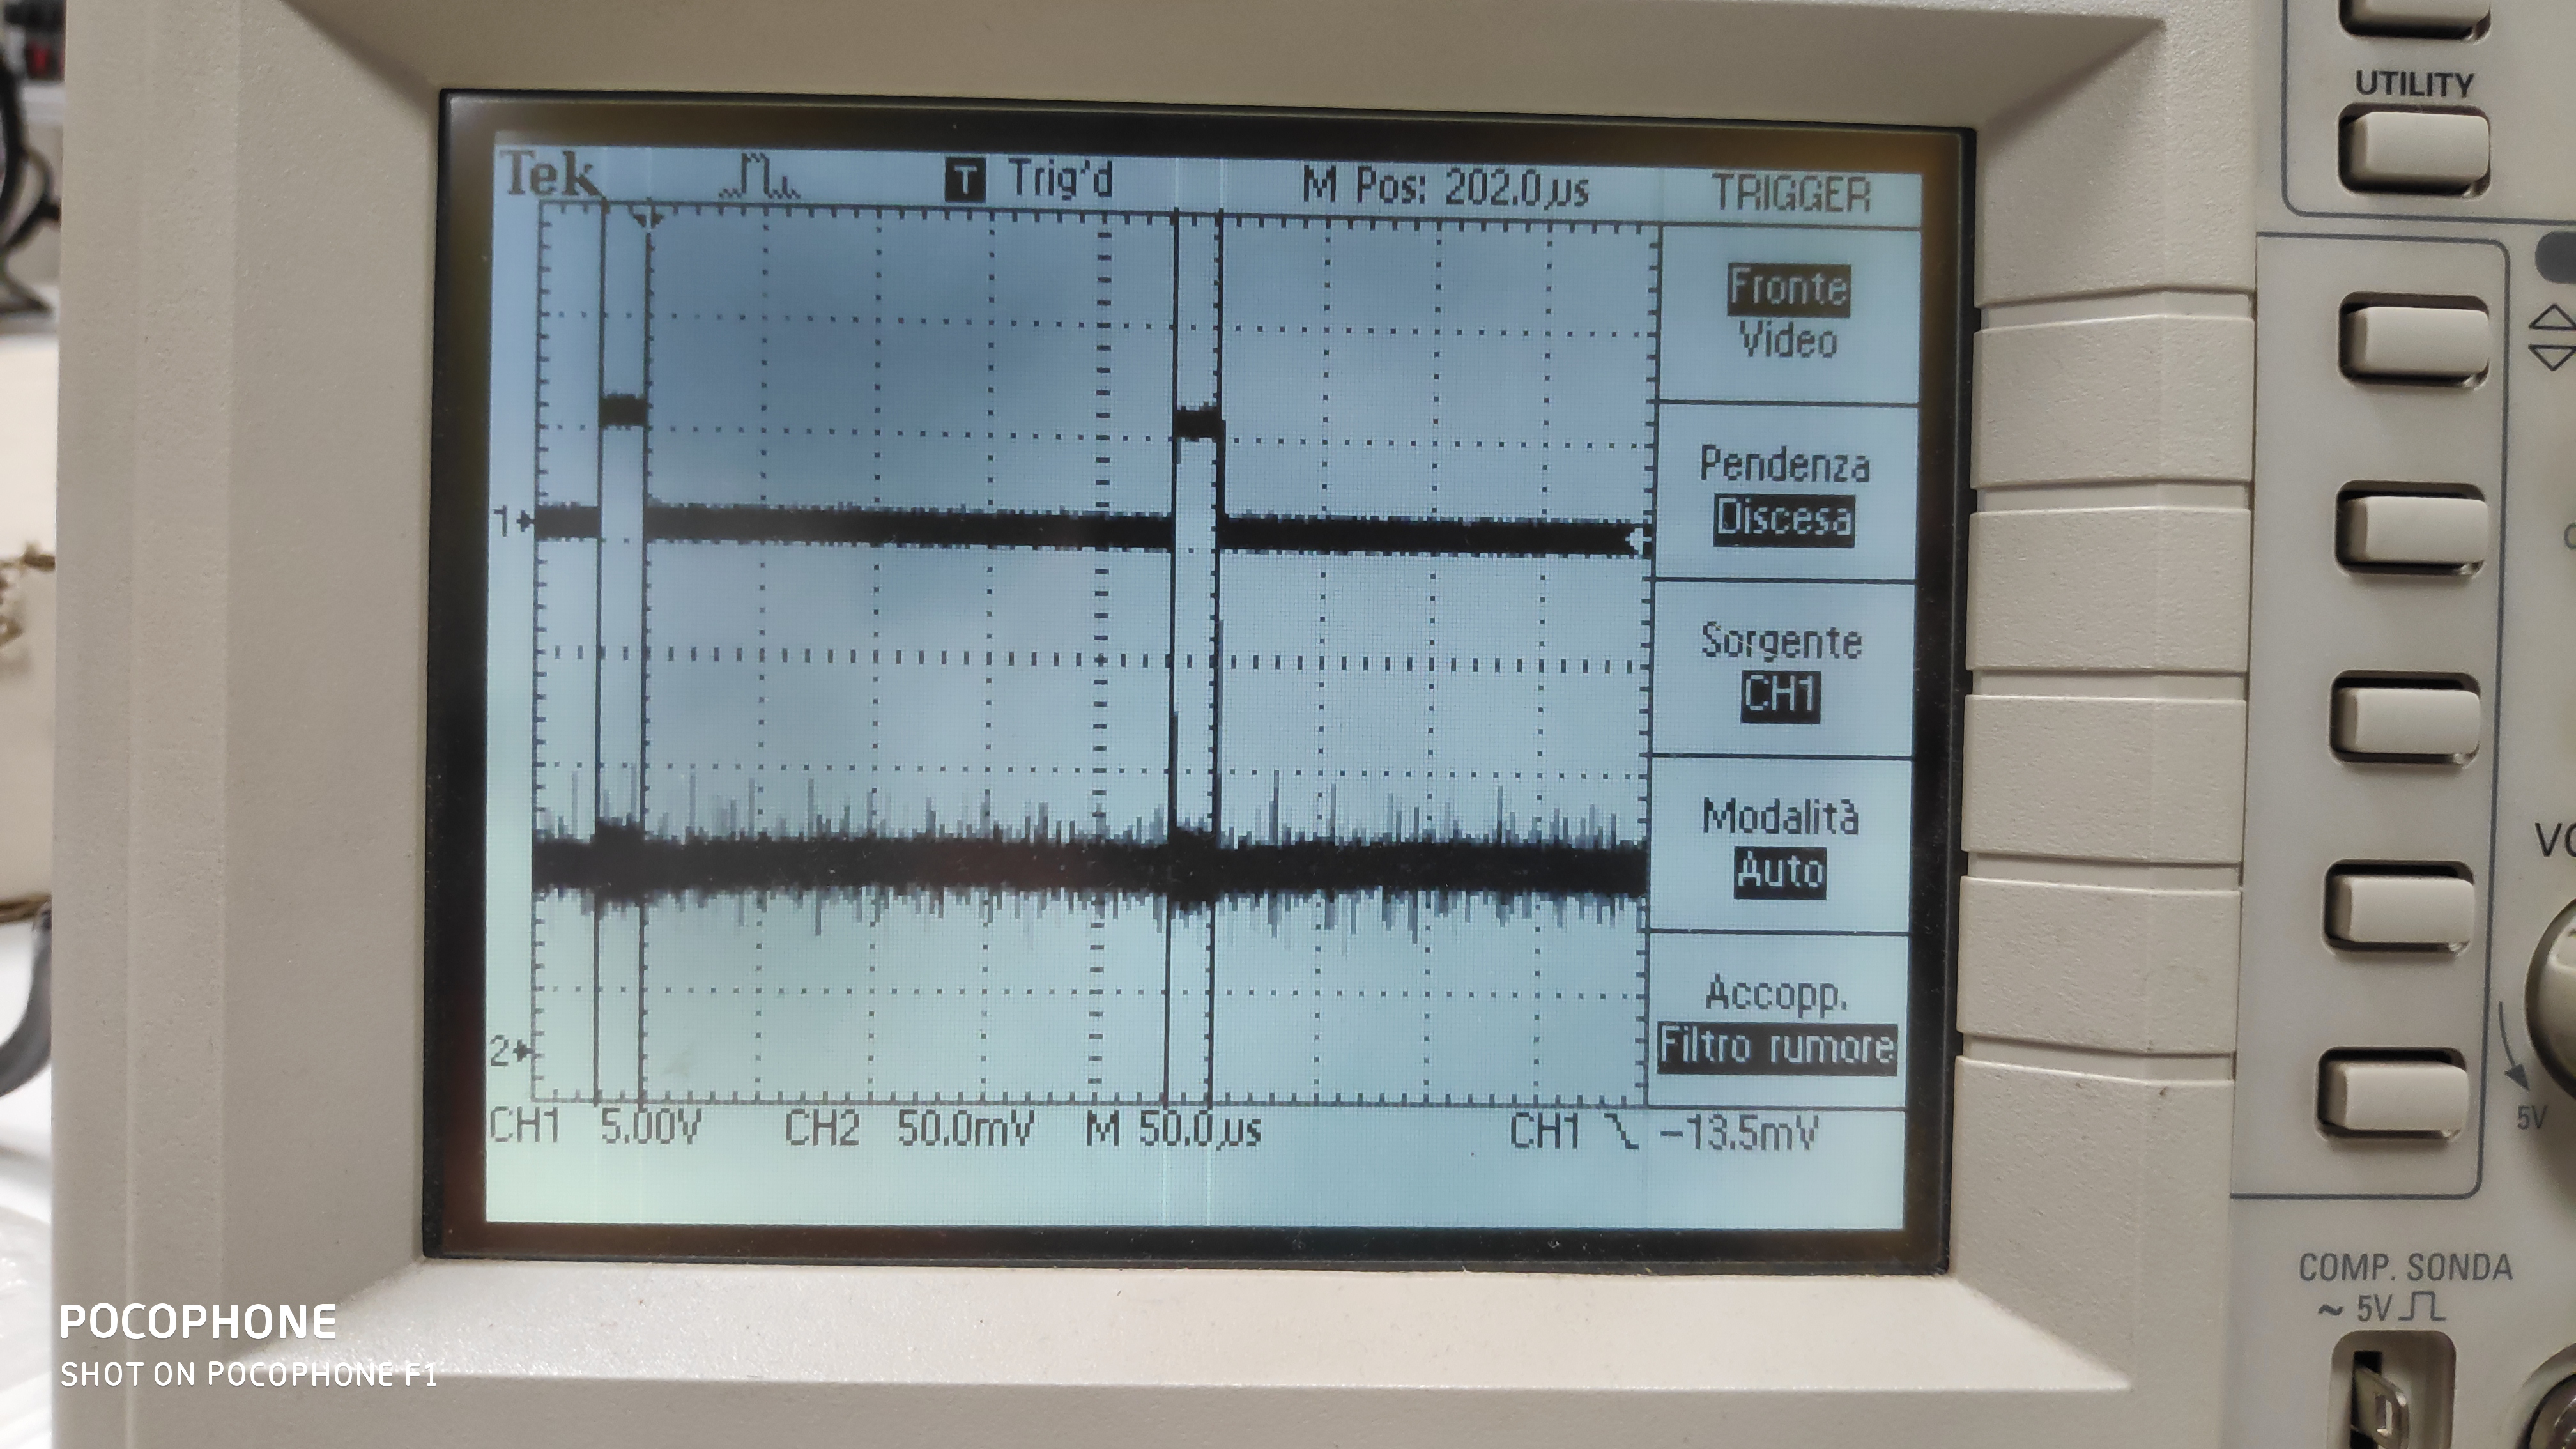 UTILITY
Tek
T Trig'd
M Pos: 202.0µs
TRIGGER
Fronte
Video
Pendenza
Discesa
Sorgente
CH1
Modalità
Auto
Accopp.
Filtro rumore
1
2
CH1 5.00V
CH2 50.0mV
M 50.0µs
CH1 -13.5mV
5V
COMP. SONDA
~ 5V
POCOPHONE
SHOT ON POCOPHONE F1